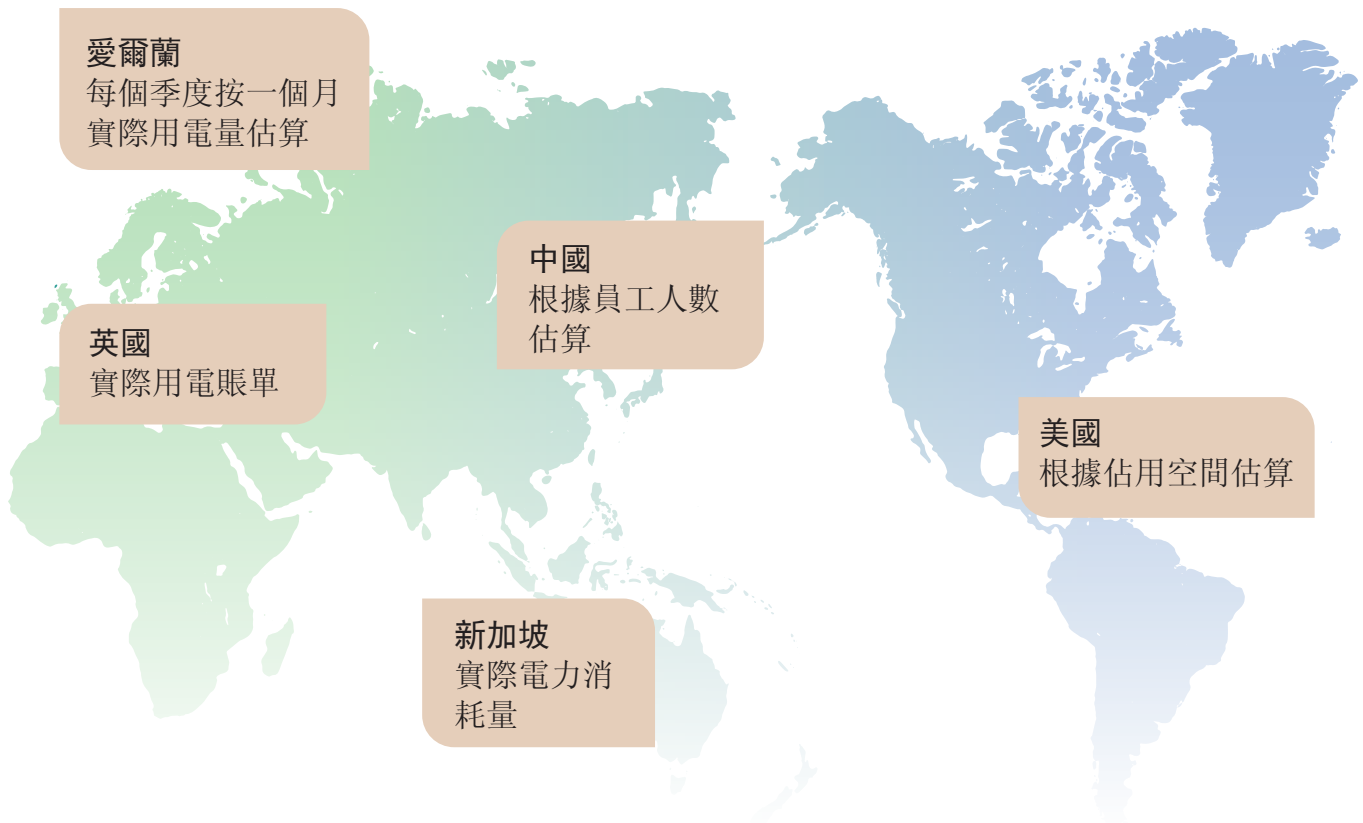 愛爾蘭
每個季度按一個月
實際用電量估算
中國
根據員工人數
估算
英國
實際用電賬單
美國
根據佔用空間估算
新加坡
實際電力消
耗量